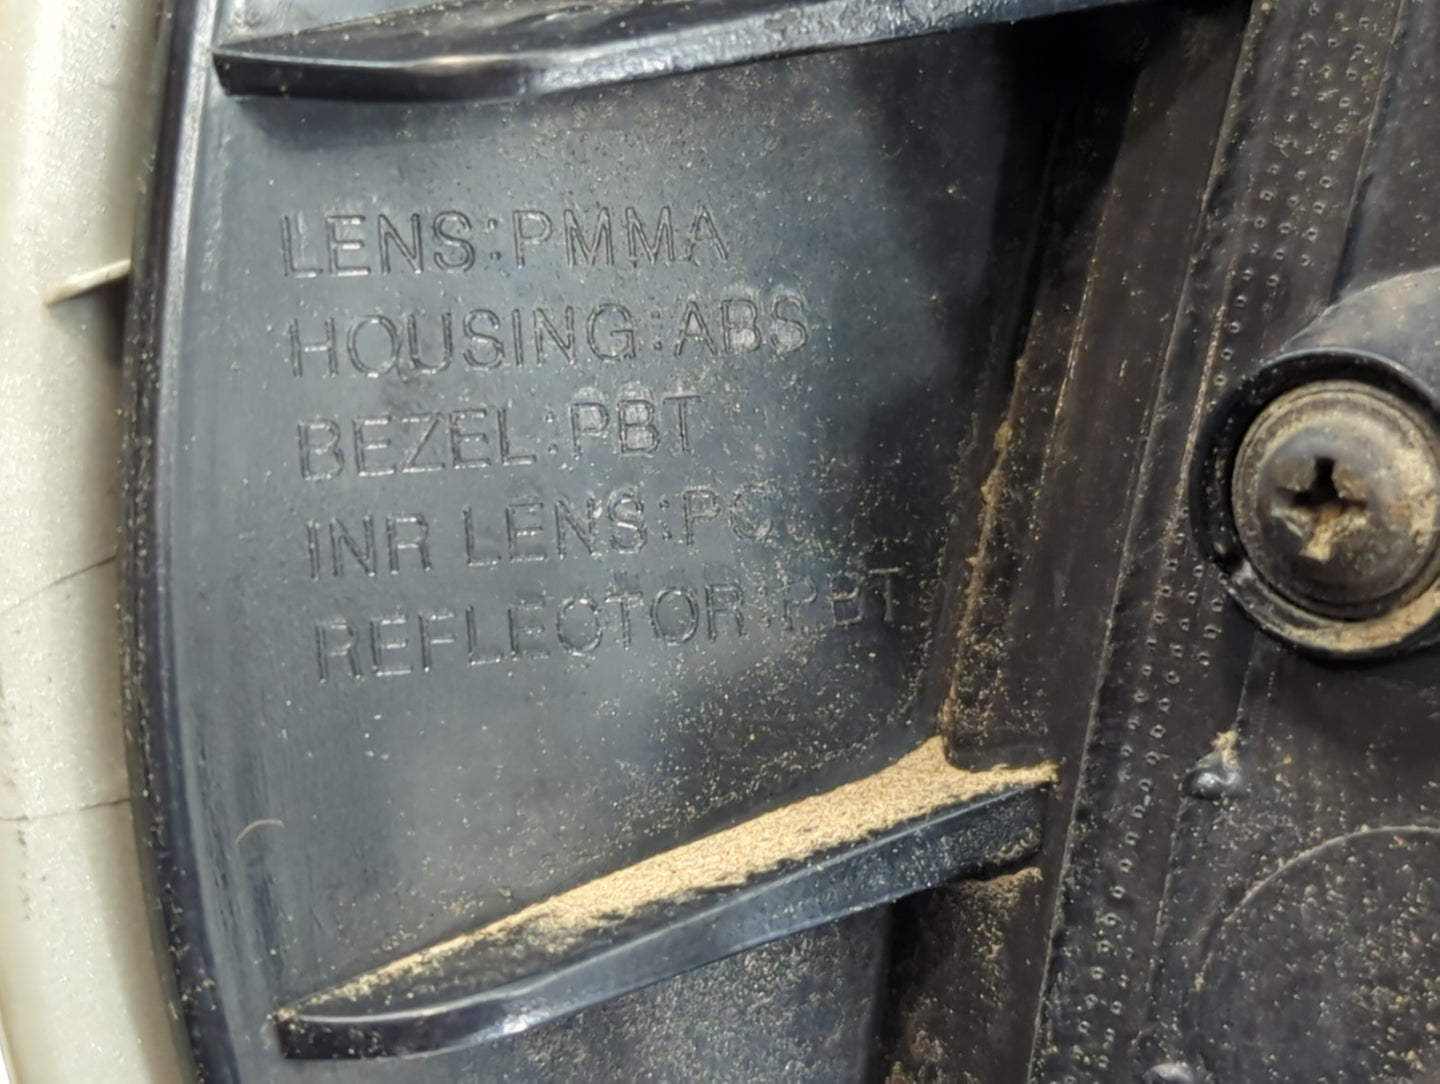 LENS:PMMA
HOUSING:ABS
BEZEL:PBT
INR LENS:PC
REFLECTOR:PBT